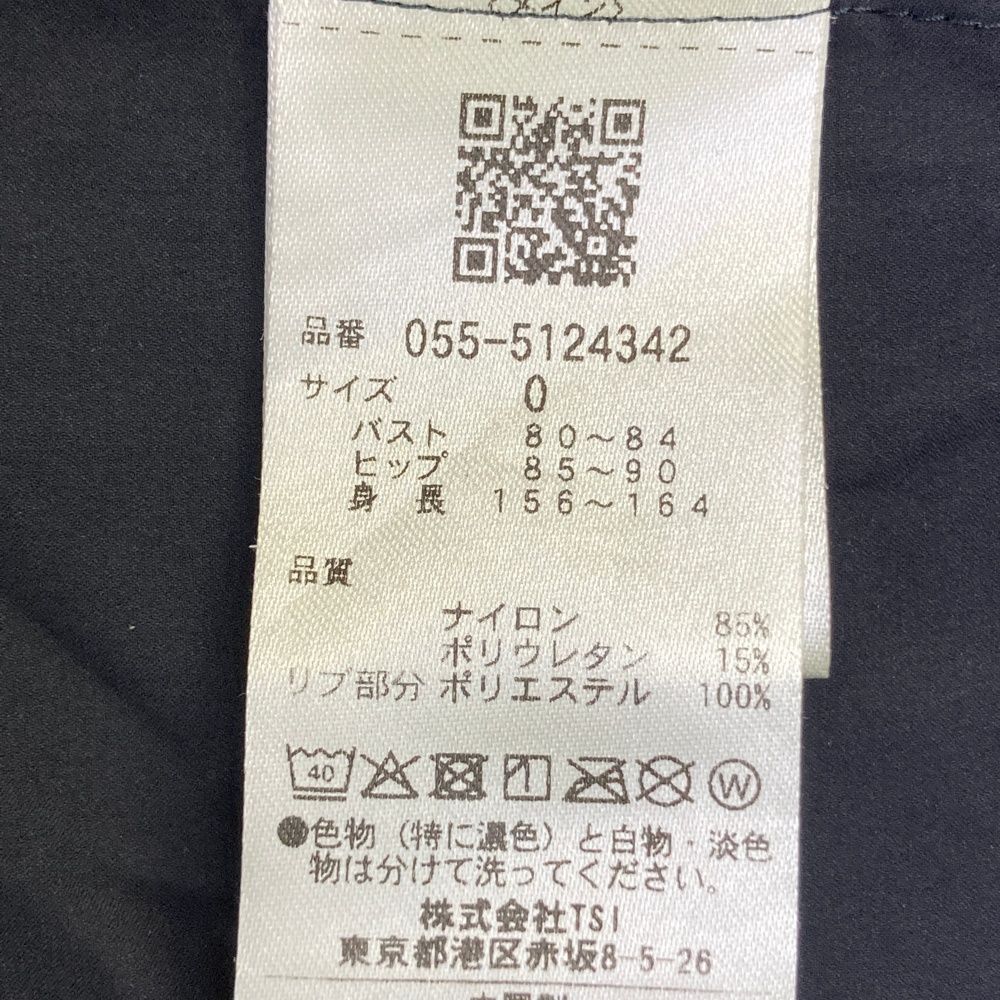 品番 055-5124342
サイズ 0
バスト 80～84
ヒップ 85～90
身長 156～164
品質
ナイロン 85%
ポリウレタン 15%
リブ部分 ポリエステル 100%
40
W
●色物（特に濃色）と白物・淡色
物は分けて洗ってください。
株式会社TSI
東京都港区赤坂8-5-26